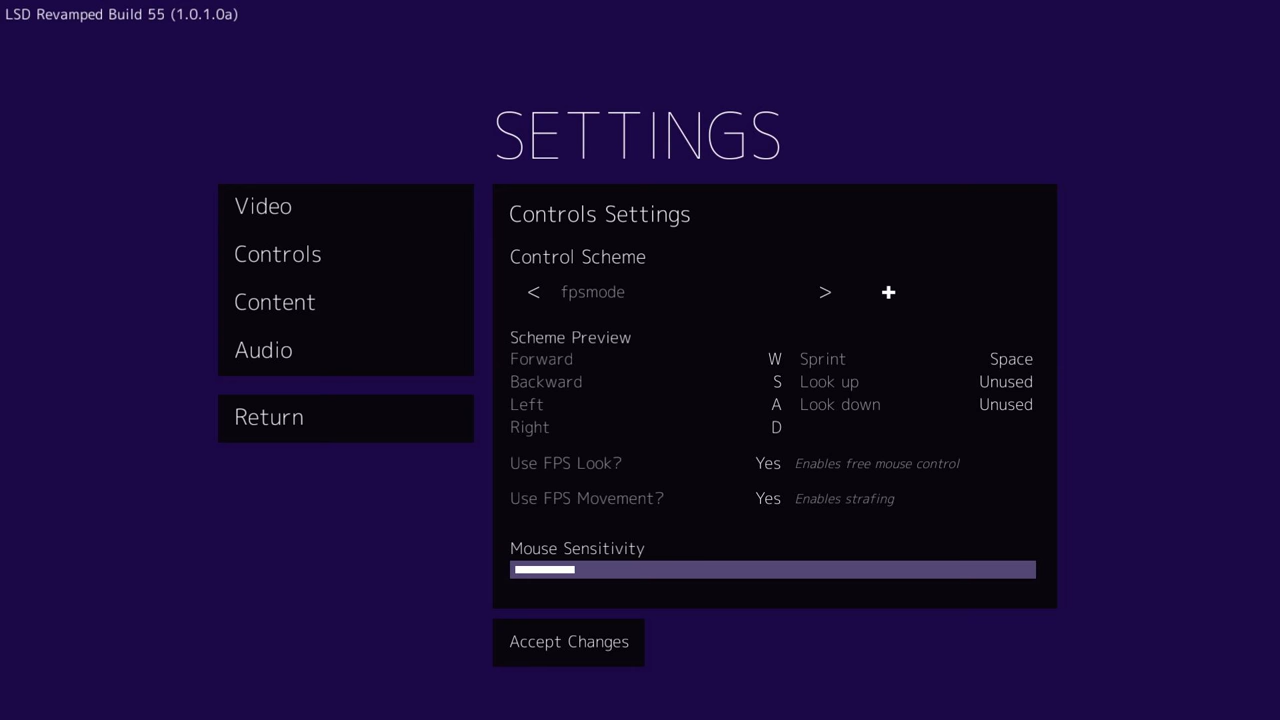 LSD Revamped Build 55 (1.0.1.0a)
SETTINGS
Video
Controls
Content
Audio
Return
Controls Settings
Control Scheme
< fpsmode > +
Scheme Preview
Forward W Sprint Space
Backward S Look up Unused
Left A Look down Unused
Right D
Use FPS Look? Yes Enables free mouse control
Use FPS Movement? Yes Enables strafing
Mouse Sensitivity
Accept Changes